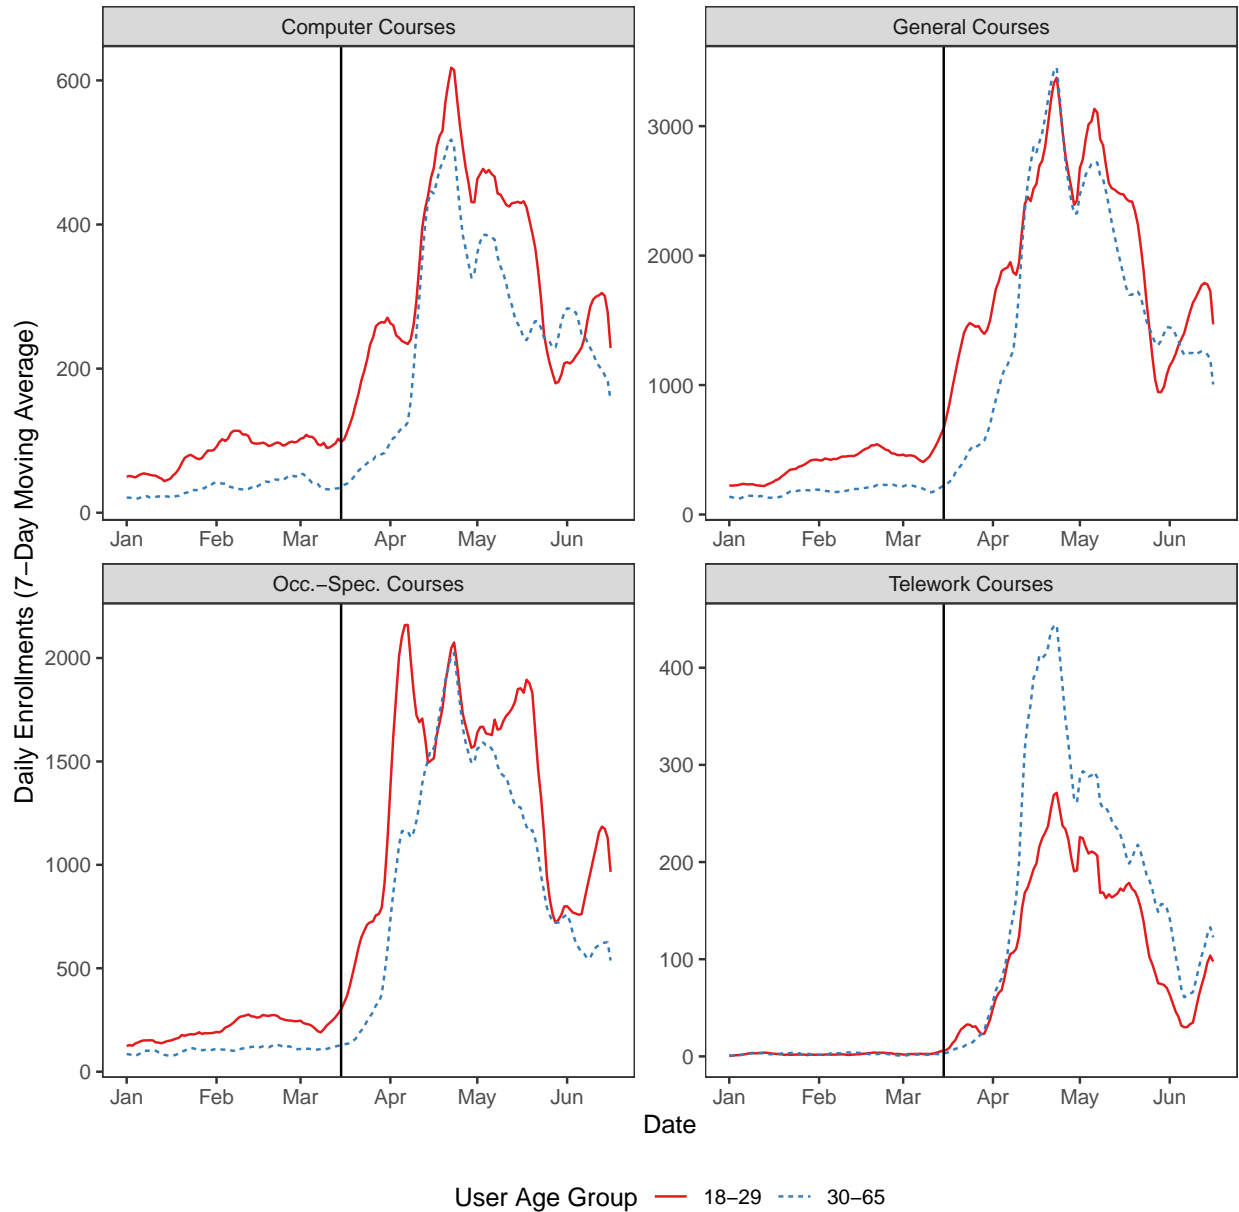 Computer Courses
General Courses
600
400
200
0
3000
2000
1000
0
Jan Feb Mar Apr May Jun
Jan Feb Mar Apr May Jun
Daily Enrollments (7−Day Moving Average)
Occ.−Spec. Courses
Telework Courses
2000
1500
1000
500
0
400
300
200
100
0
Jan Feb Mar Apr May Jun
Jan Feb Mar Apr May Jun
Date
User Age Group 18−29 30−65